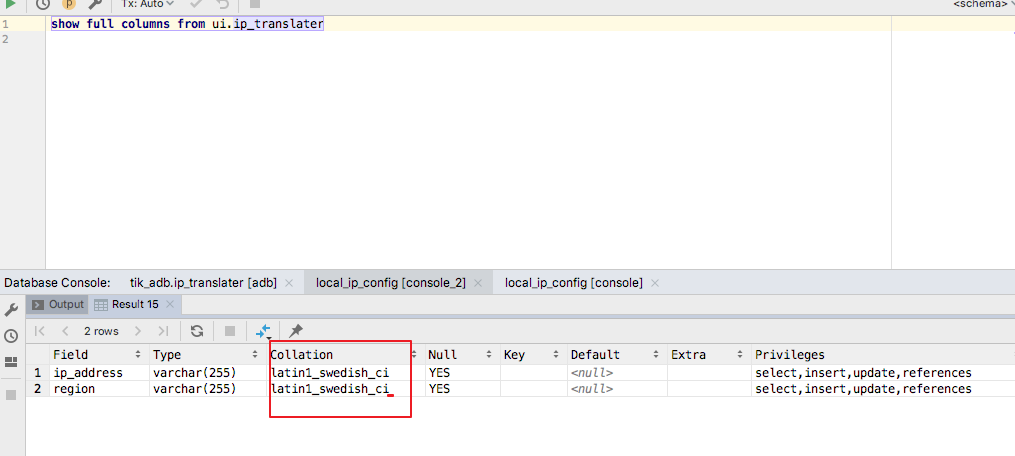 Tx: Auto
<schema>
1 show full columns from ui.ip_translater
2
Database Console: tik_adb.ip_translater [adb] local_ip_config [console_2] local_ip_config [console]
Output Result 15
2 rows
Field Type Collation Null Key Default Extra Privileges
1 ip_address varchar(255) latin1_swedish_ci YES <null> select,insert,update,references
2 region varchar(255) latin1_swedish_ci YES <null> select,insert,update,references